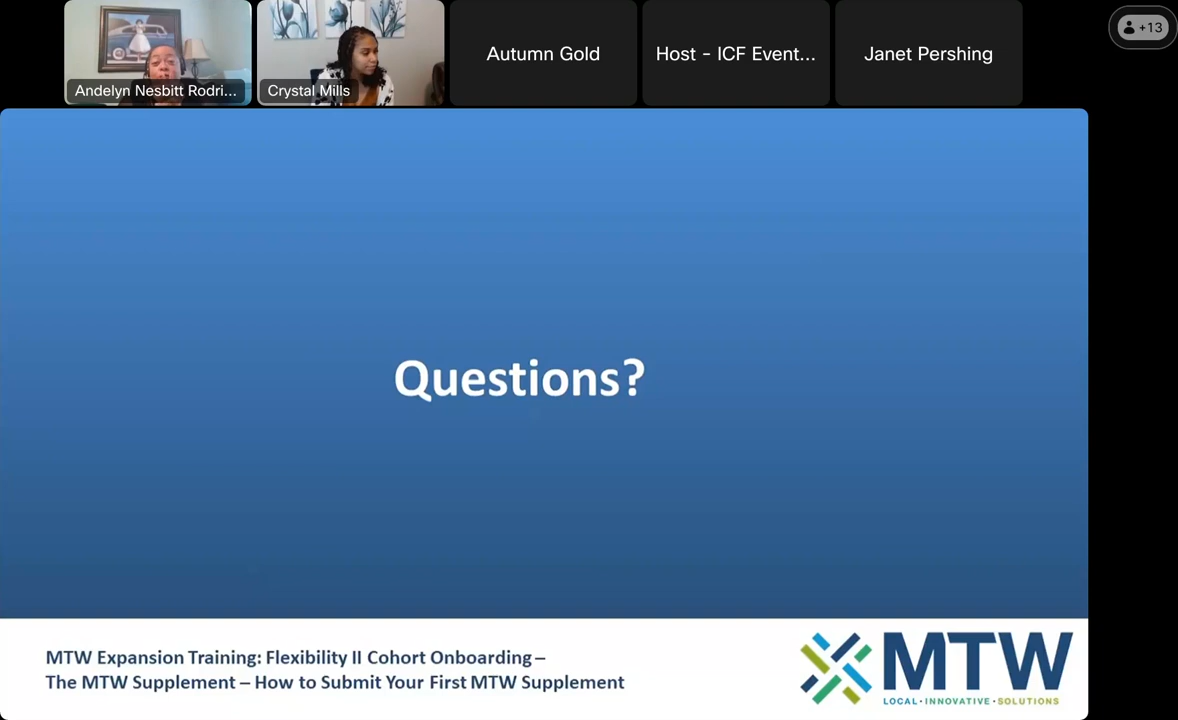 Andelyn Nesbitt Rodri...
Crystal Mills
Autumn Gold
Host - ICF Event...
Janet Pershing
+13
Questions?
MTW Expansion Training: Flexibility II Cohort Onboarding –
The MTW Supplement – How to Submit Your First MTW Supplement
MTW
LOCAL • INNOVATIVE • SOLUTIONS